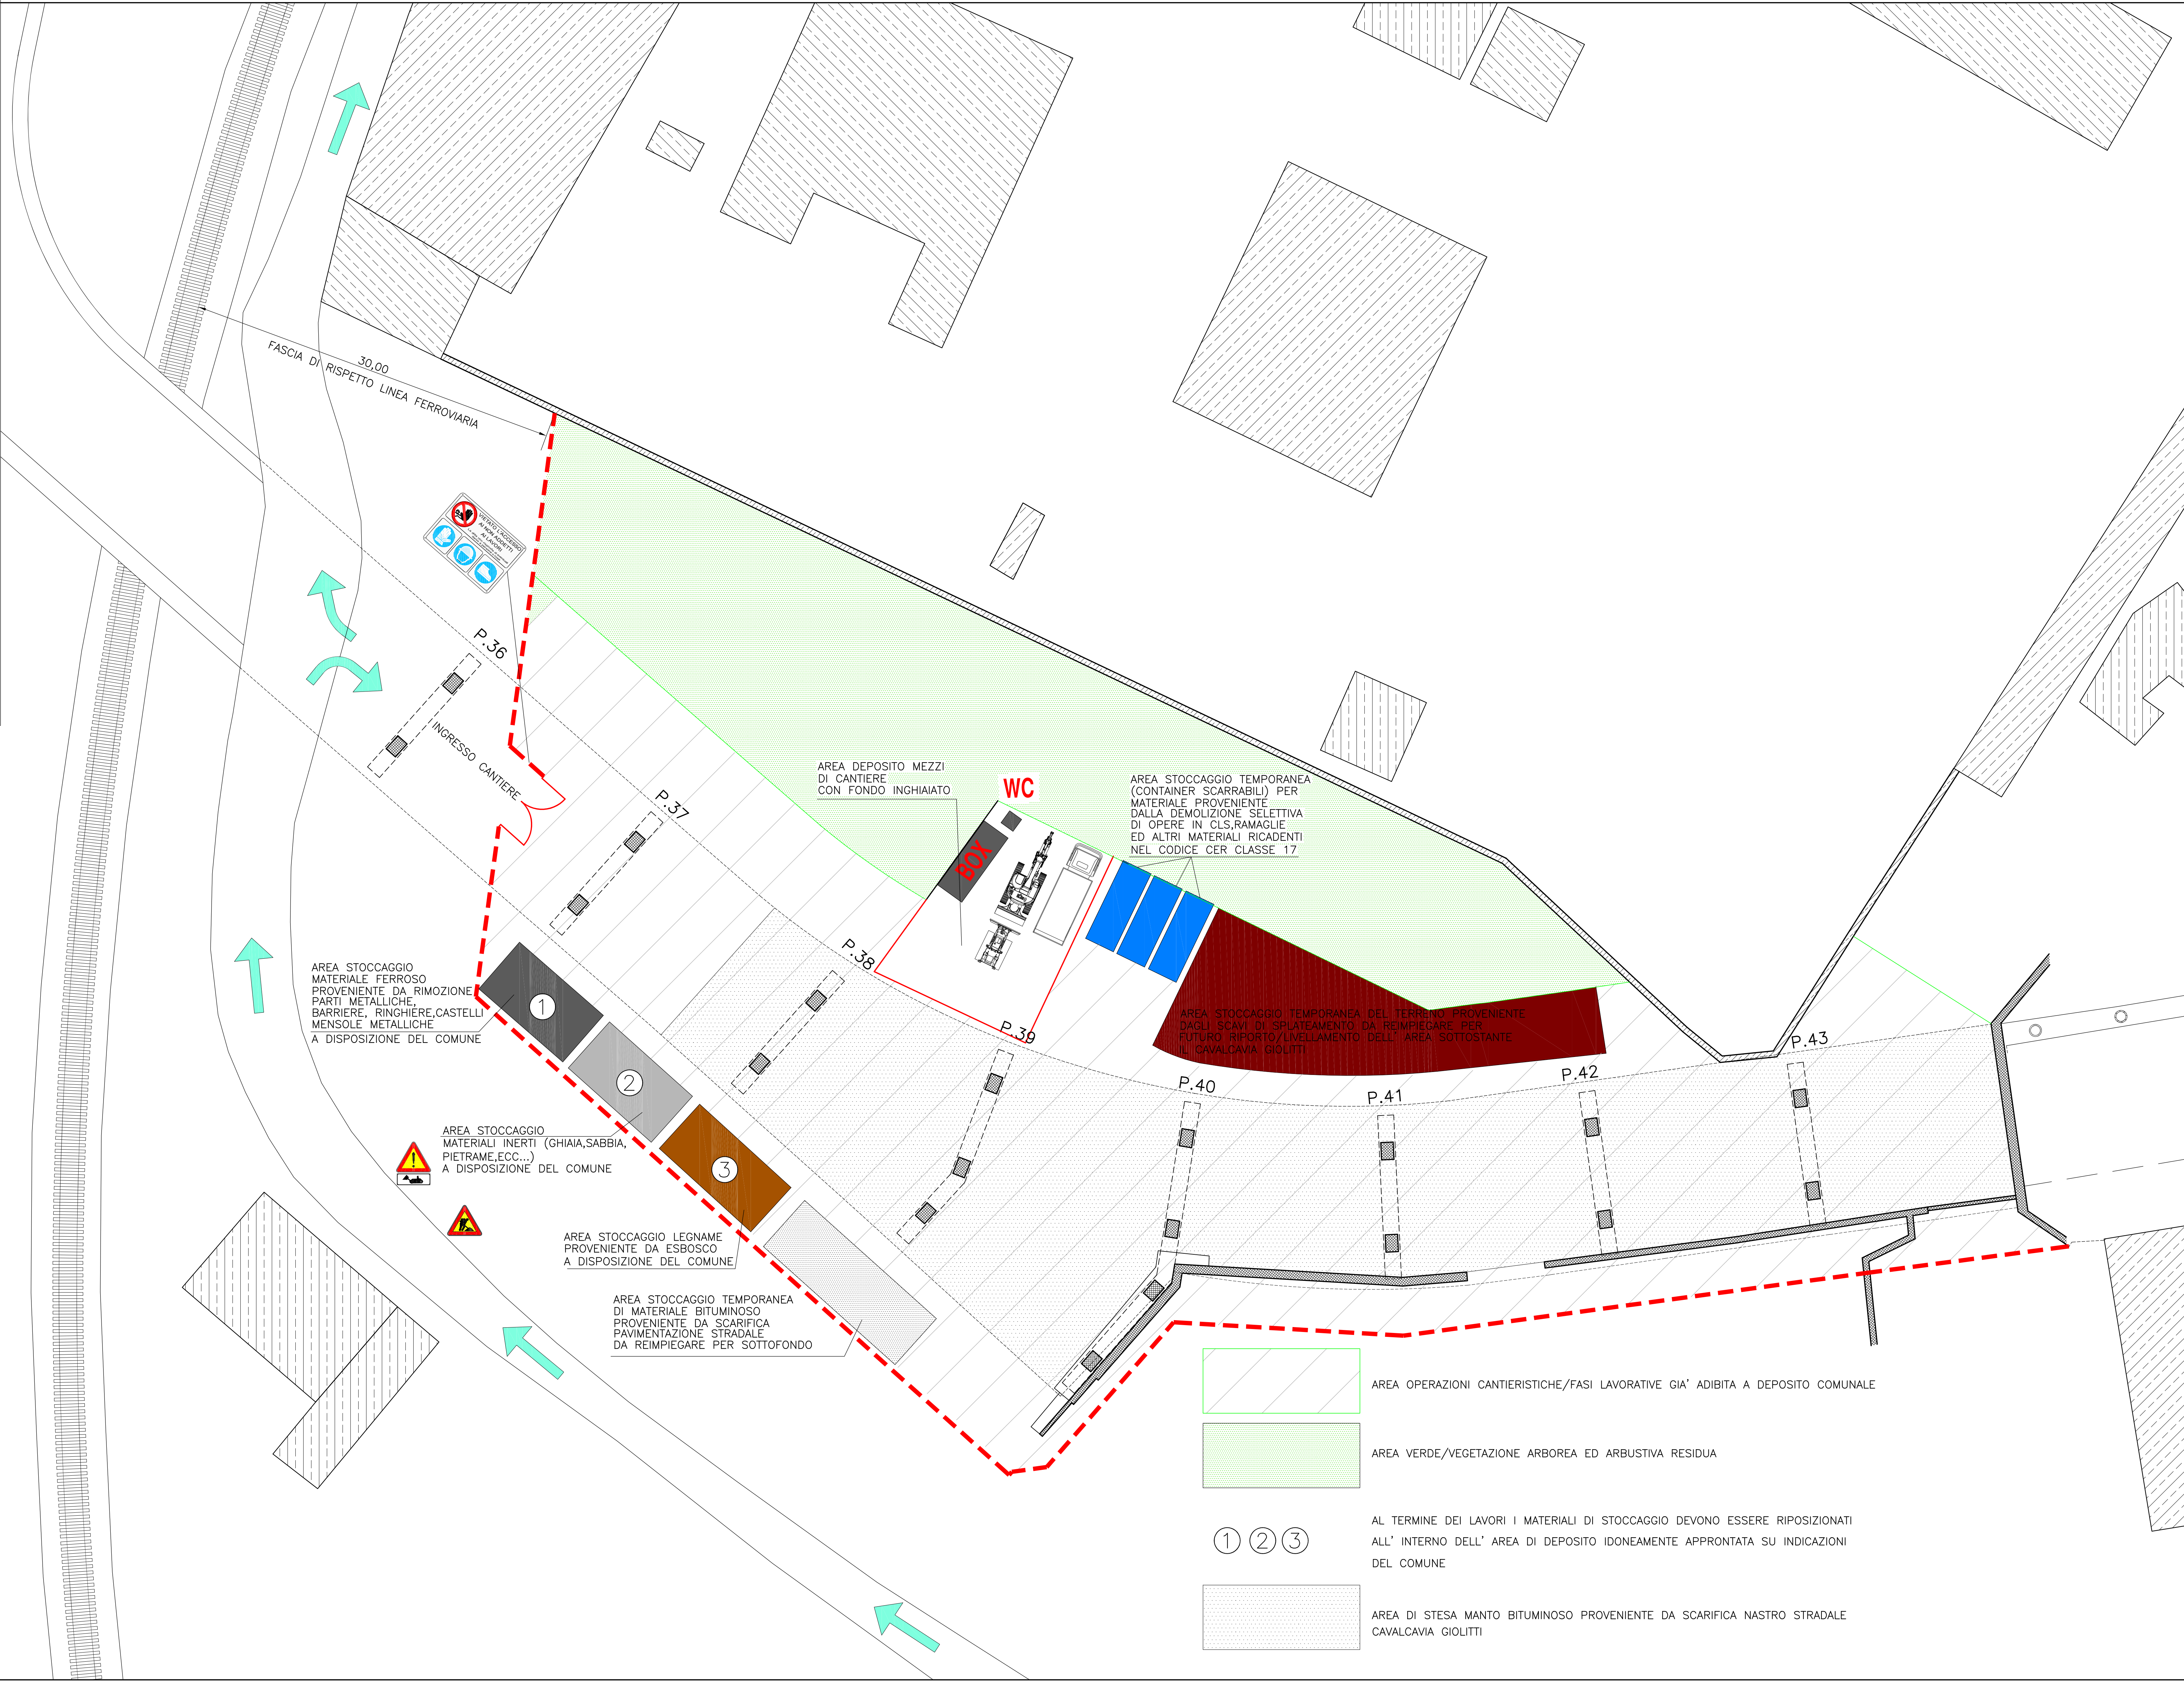 30,00
FASCIA DI RISPETTO LINEA FERROVIARIA
VIETATO L'ACCESSO
AI NON ADDETTI
AI LAVORI
P.36
INGRESSO CANTIERE
P.37
AREA DEPOSITO MEZZI
DI CANTIERE
CON FONDO INGHIAIATO
WC
BOX
AREA STOCCAGGIO TEMPORANEA
(CONTAINER SCARRABILI) PER
MATERIALE PROVENIENTE
DALLA DEMOLIZIONE SELETTIVA
DI OPERE IN CLS,RAMAGLIE
ED ALTRI MATERIALI RICADENTI
NEL CODICE CER CLASSE 17
P.38
AREA STOCCAGGIO
MATERIALE FERROSO
PROVENIENTE DA RIMOZIONE
PARTI METALLICHE,
BARRIERE, RINGHIERE,CASTELLI
MENSOLE METALLICHE
A DISPOSIZIONE DEL COMUNE
1
AREA STOCCAGGIO TEMPORANEA DEL TERRENO PROVENIENTE
DAGLI SCAVI DI SPLATEAMENTO DA REIMPIEGARE PER
FUTURO RIPORTO/LIVELLAMENTO DELL' AREA SOTTOSTANTE
IL CAVALCAVIA GIOLITTI
P.39
P.40
P.41
P.42
P.43
2
AREA STOCCAGGIO
MATERIALI INERTI (GHIAIA,SABBIA,
PIETRAME,ECC...)
A DISPOSIZIONE DEL COMUNE
3
AREA STOCCAGGIO LEGNAME
PROVENIENTE DA ESBOSCO
A DISPOSIZIONE DEL COMUNE
AREA STOCCAGGIO TEMPORANEA
DI MATERIALE BITUMINOSO
PROVENIENTE DA SCARIFICA
PAVIMENTAZIONE STRADALE
DA REIMPIEGARE PER SOTTOFONDO
AREA OPERAZIONI CANTIERISTICHE/FASI LAVORATIVE GIA' ADIBITA A DEPOSITO COMUNALE
AREA VERDE/VEGETAZIONE ARBOREA ED ARBUSTIVA RESIDUA
1 2 3
AL TERMINE DEI LAVORI I MATERIALI DI STOCCAGGIO DEVONO ESSERE RIPOSIZIONATI
ALL' INTERNO DELL' AREA DI DEPOSITO IDONEAMENTE APPRONTATA SU INDICAZIONI
DEL COMUNE
AREA DI STESA MANTO BITUMINOSO PROVENIENTE DA SCARIFICA NASTRO STRADALE
CAVALCAVIA GIOLITTI